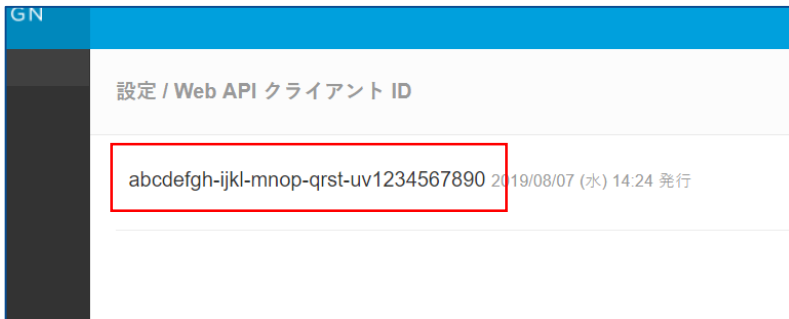 GN
設定 / Web API クライアント ID
abcdefgh-ijkl-mnop-qrst-uv1234567890 2019/08/07 (水) 14:24 発行